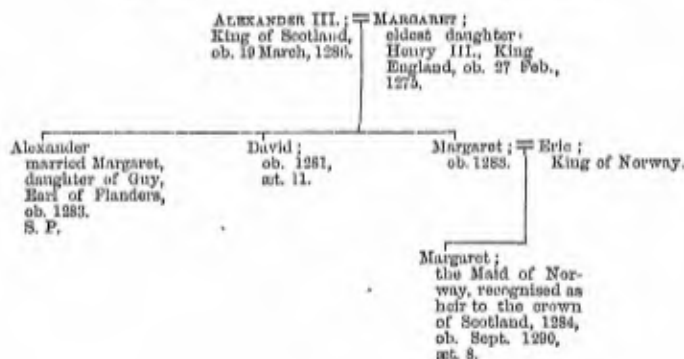 ALEXANDER III. ;
King of Scotland,
ob. 19 March, 1286.
MARGARET ;
eldest daughter
Henry III., King
England, ob. 27 Feb.,
1275.
Alexander
married Margaret,
daughter of Guy,
Earl of Flanders,
ob. 1283.
S. P.
David ;
ob. 1281,
æt. 11.
Margaret ;
ob. 1283.
Eric ;
King of Norway.
Margaret ;
the Maid of Nor-
way, recognised as
heir to the crown
of Scotland, 1284,
ob. Sept. 1290,
æt. 8.